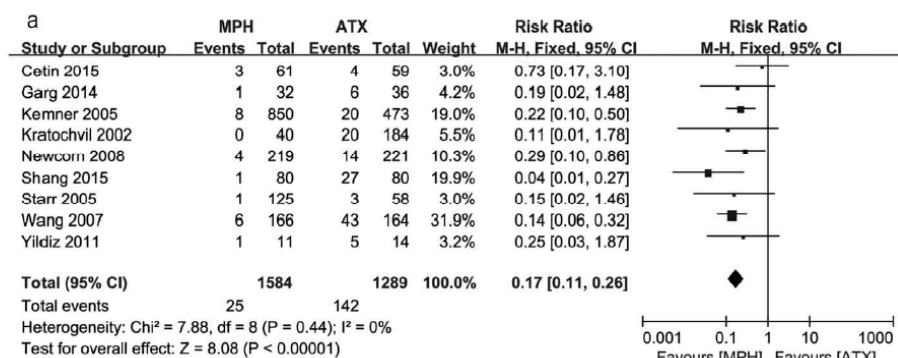 a
MPH ATX Risk Ratio Risk Ratio
Study or Subgroup Events Total Events Total Weight M-H, Fixed, 95% CI M-H, Fixed, 95% CI
Cetin 2015 3 61 4 59 3.0% 0.73 [0.17, 3.10]
Garg 2014 1 32 6 36 4.2% 0.19 [0.02, 1.48]
Kemner 2005 8 850 20 473 19.0% 0.22 [0.10, 0.50]
Kratochvil 2002 0 40 20 184 5.5% 0.11 [0.01, 1.78]
Newcorn 2008 4 219 14 221 10.3% 0.29 [0.10, 0.86]
Shang 2015 1 80 27 80 19.9% 0.04 [0.01, 0.27]
Starr 2005 1 125 3 58 3.0% 0.15 [0.02, 1.46]
Wang 2007 6 166 43 164 31.9% 0.14 [0.06, 0.32]
Yildiz 2011 1 11 5 14 3.2% 0.25 [0.03, 1.87]
Total (95% CI) 1584 1289 100.0% 0.17 [0.11, 0.26]
Total events 25 142
Heterogeneity: Chi² = 7.88, df = 8 (P = 0.44); I² = 0%
Test for overall effect: Z = 8.08 (P < 0.00001)
0.001 0.1 1 10 1000
Favours [MPH] Favours [ATX]